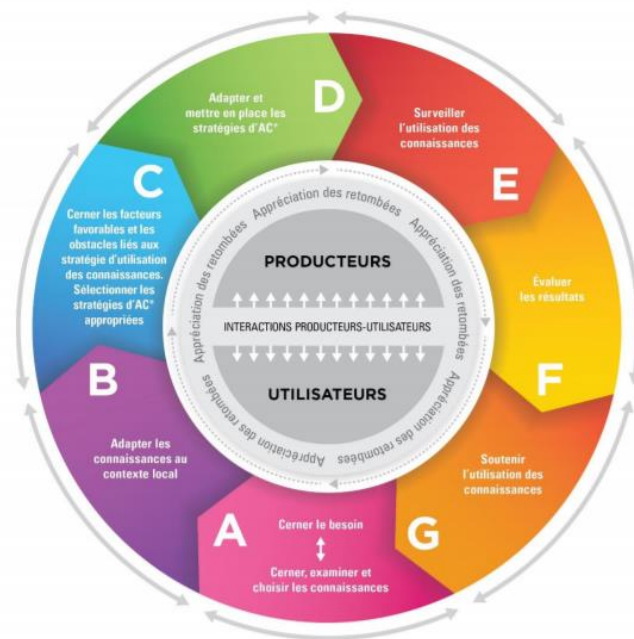 D
Adapter et
mettre en place les
stratégies d'AC*
Surveiller
l'utilisation des
connaissances
E
C
Cerner les facteurs
favorables et les
obstacles liés aux
stratégie d'utilisation
des connaissances.
Sélectionner les
stratégies d'AC*
appropriées
Évaluer
les résultats
F
B
Adapter les
connaissances au
contexte local
Soutenir
l'utilisation des
connaissances
G
A
Cerner le besoin
Cerner, examiner et
choisir les connaissances
Appréciation des retombées
Appréciation des retombées
Appréciation des retombées
Appréciation des retombées
Appréciation des retombées
Appréciation des retombées
PRODUCTEURS
INTERACTIONS PRODUCTEURS-UTILISATEURS
UTILISATEURS